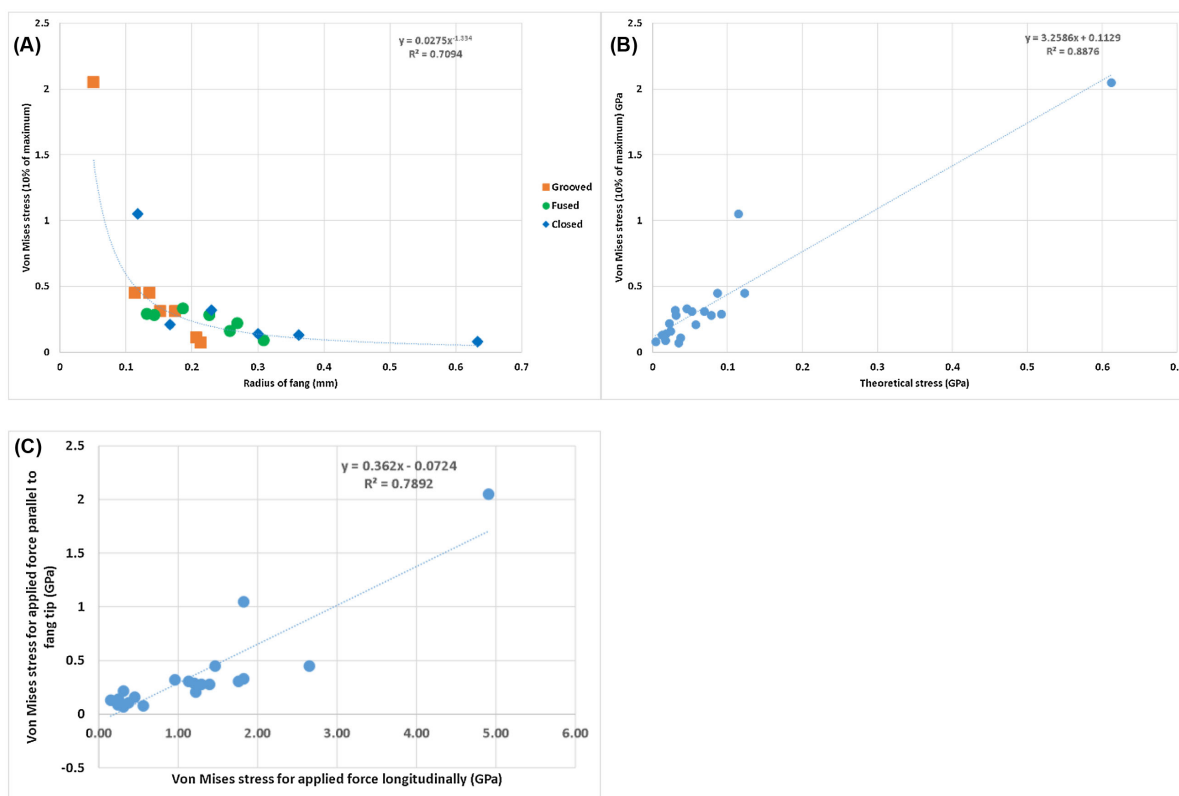 (A)
y = 0.0275x^-1.334
R² = 0.7094
2.5
2
1.5
1
0.5
0
0 0.1 0.2 0.3 0.4 0.5 0.6 0.7
Von Mises stress (10% of maximum)
Radius of fang (mm)
Grooved
Fused
Closed
(B)
y = 3.2586x + 0.1129
R² = 0.8876
2.5
2
1.5
1
0.5
0
0 0.1 0.2 0.3 0.4 0.5 0.6
Von Mises stress (10% of maximum) GPa
Theoretical stress (GPa)
(C)
y = 0.362x - 0.0724
R² = 0.7892
2.5
2
1.5
1
0.5
0
-0.5
0.00 1.00 2.00 3.00 4.00 5.00 6.00
Von Mises stress for applied force parallel to
fang tip (GPa)
Von Mises stress for applied force longitudinally (GPa)